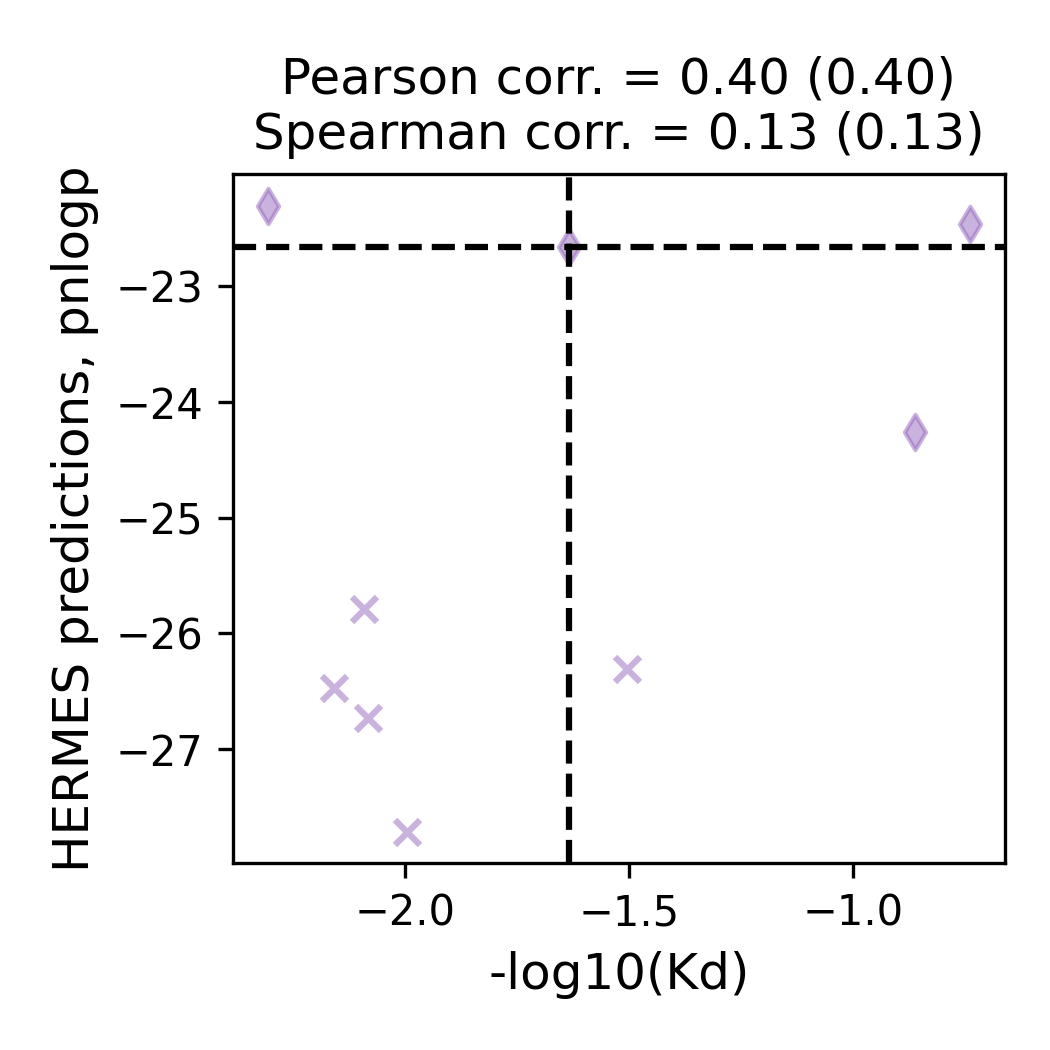 Pearson corr. = 0.40 (0.40)
Spearman corr. = 0.13 (0.13)
HERMES predictions, pnlogp
−23
−24
−25
−26
−27
−2.0
−1.5
−1.0
-log10(Kd)